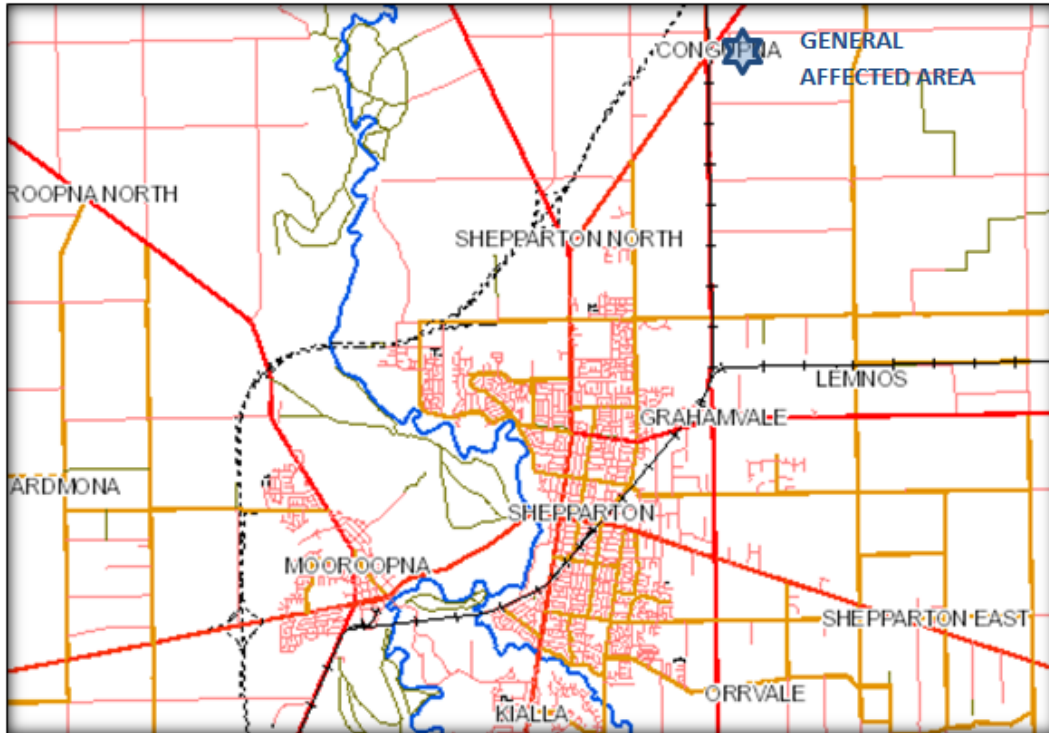 CONGUPNA
GENERAL
AFFECTED AREA
ROOPNA NORTH
SHEPPARTON NORTH
LEMNOS
GRAHAMVALE
ARDMONA
SHEPPARTON
MOOROOPNA
SHEPPARTON EAST
ORRVALE
KIALLA